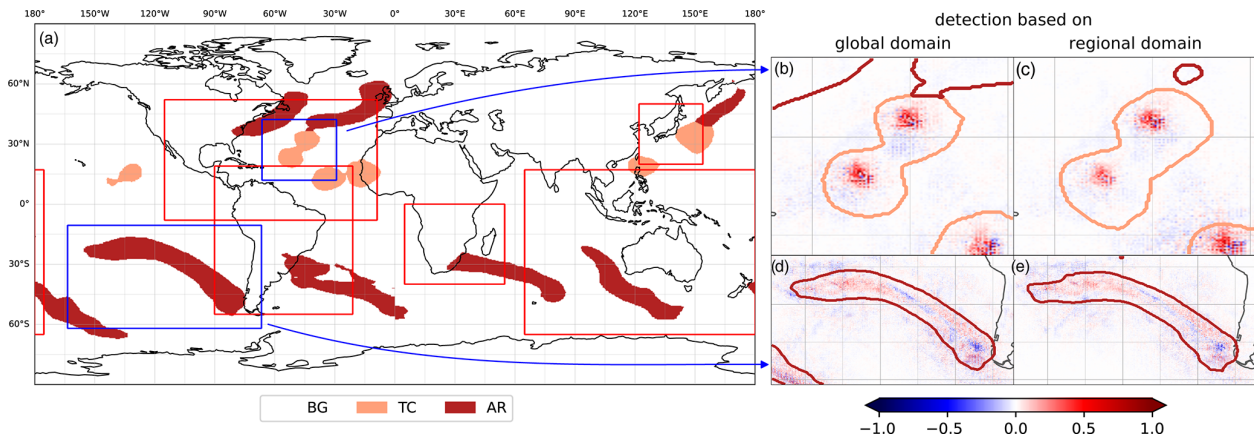 180° 150°W 120°W 90°W 60°W 30°W 0° 30°E 60°E 90°E 120°E 150°E 180°
detection based on
global domain regional domain
(a)
(b) (c)
60°N
30°N
0°
30°S
60°S
(d) (e)
BG TC AR
−1.0 −0.5 0.0 0.5 1.0